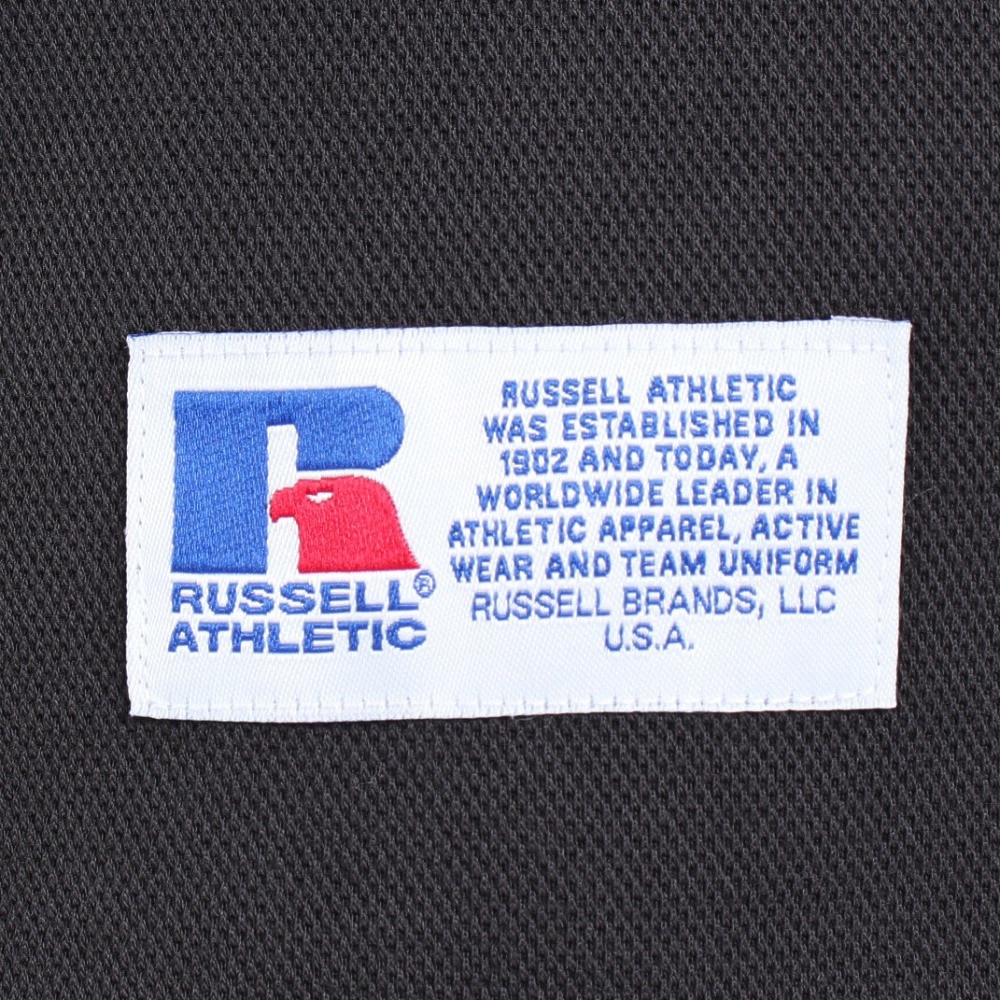 R
RUSSELL®
ATHLETIC
RUSSELL ATHLETIC
WAS ESTABLISHED IN
1902 AND TODAY, A
WORLDWIDE LEADER IN
ATHLETIC APPAREL, ACTIVE
WEAR AND TEAM UNIFORM
RUSSELL BRANDS, LLC
U.S.A.